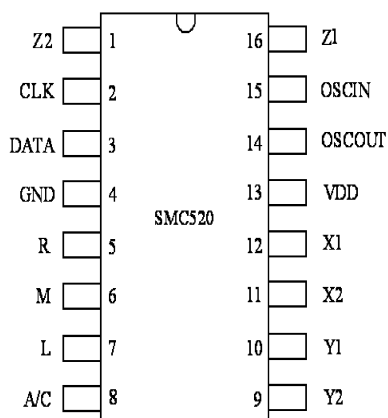 Z2 1 16 Z1
CLK 2 15 OSCIN
DATA 3 14 OSCOUT
GND 4 13 VDD
SMC520
R 5 12 X1
M 6 11 X2
L 7 10 Y1
A/C 8 9 Y2